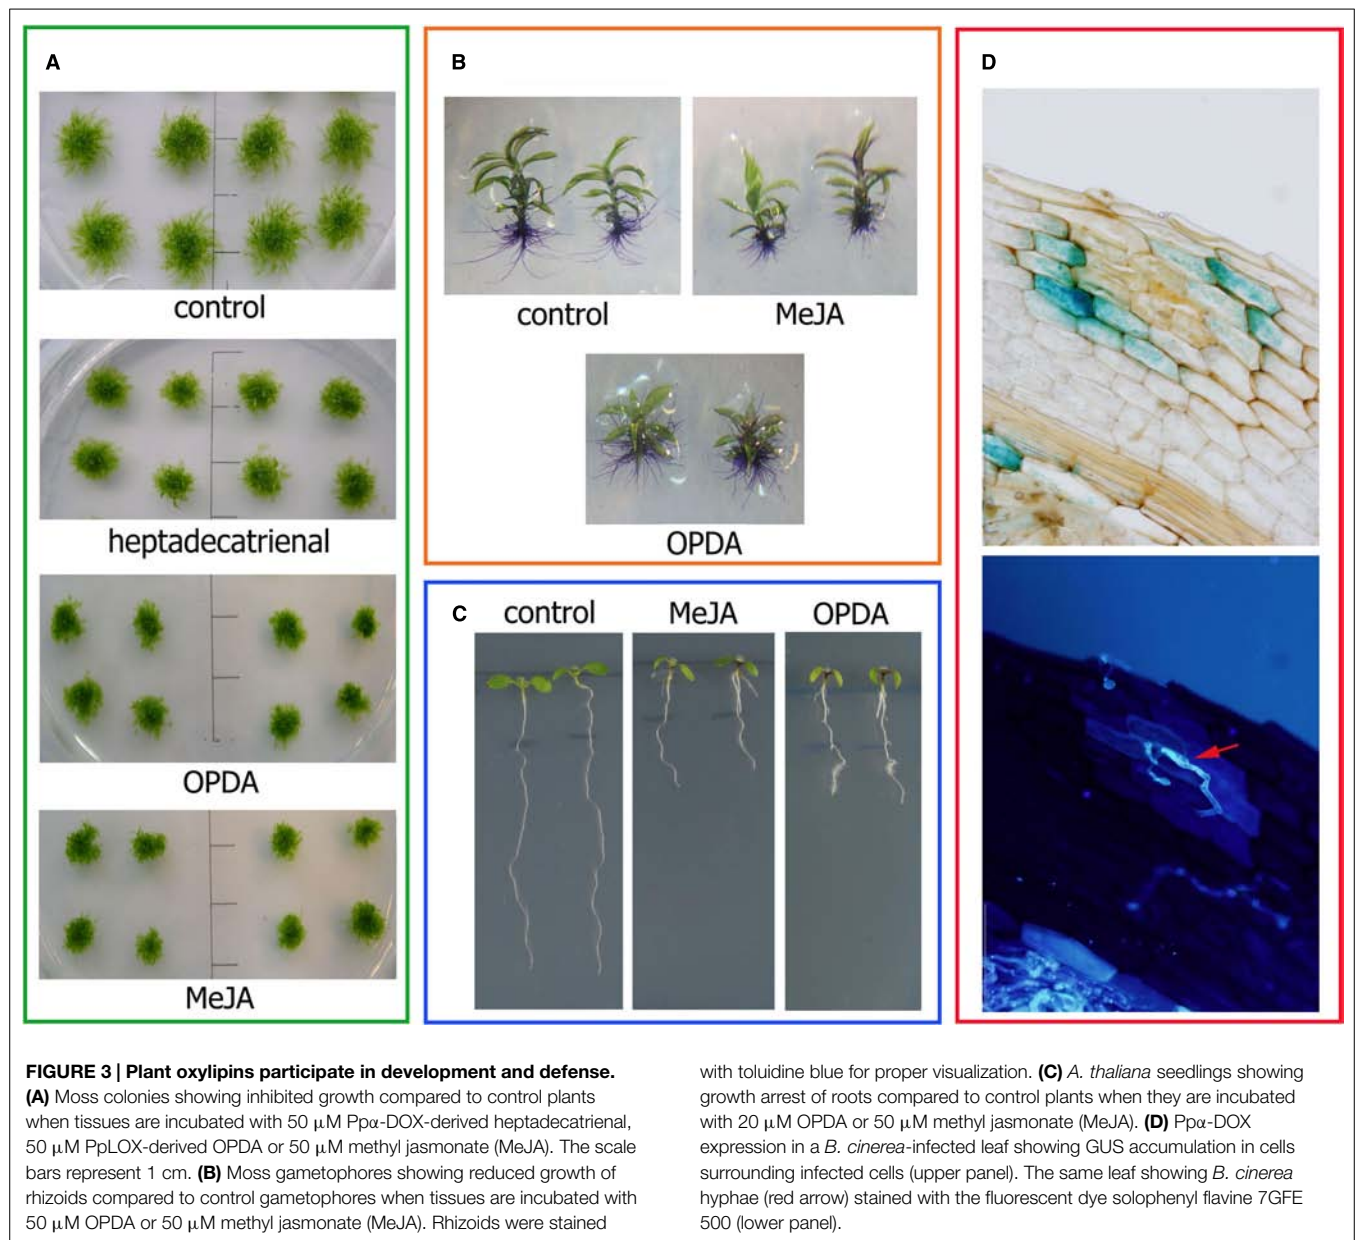 A
control
heptadecatrienal
OPDA
MeJA
B
control
MeJA
OPDA
C
control
MeJA
OPDA
D
FIGURE 3 | Plant oxylipins participate in development and defense.
(A) Moss colonies showing inhibited growth compared to control plants
when tissues are incubated with 50 μM Ppα-DOX-derived heptadecatrienal,
50 μM PpLOX-derived OPDA or 50 μM methyl jasmonate (MeJA). The scale
bars represent 1 cm. (B) Moss gametophores showing reduced growth of
rhizoids compared to control gametophores when tissues are incubated with
50 μM OPDA or 50 μM methyl jasmonate (MeJA). Rhizoids were stained
with toluidine blue for proper visualization. (C) A. thaliana seedlings showing
growth arrest of roots compared to control plants when they are incubated
with 20 μM OPDA or 50 μM methyl jasmonate (MeJA). (D) Ppα-DOX
expression in a B. cinerea-infected leaf showing GUS accumulation in cells
surrounding infected cells (upper panel). The same leaf showing B. cinerea
hyphae (red arrow) stained with the fluorescent dye solophenyl flavine 7GFE
500 (lower panel).